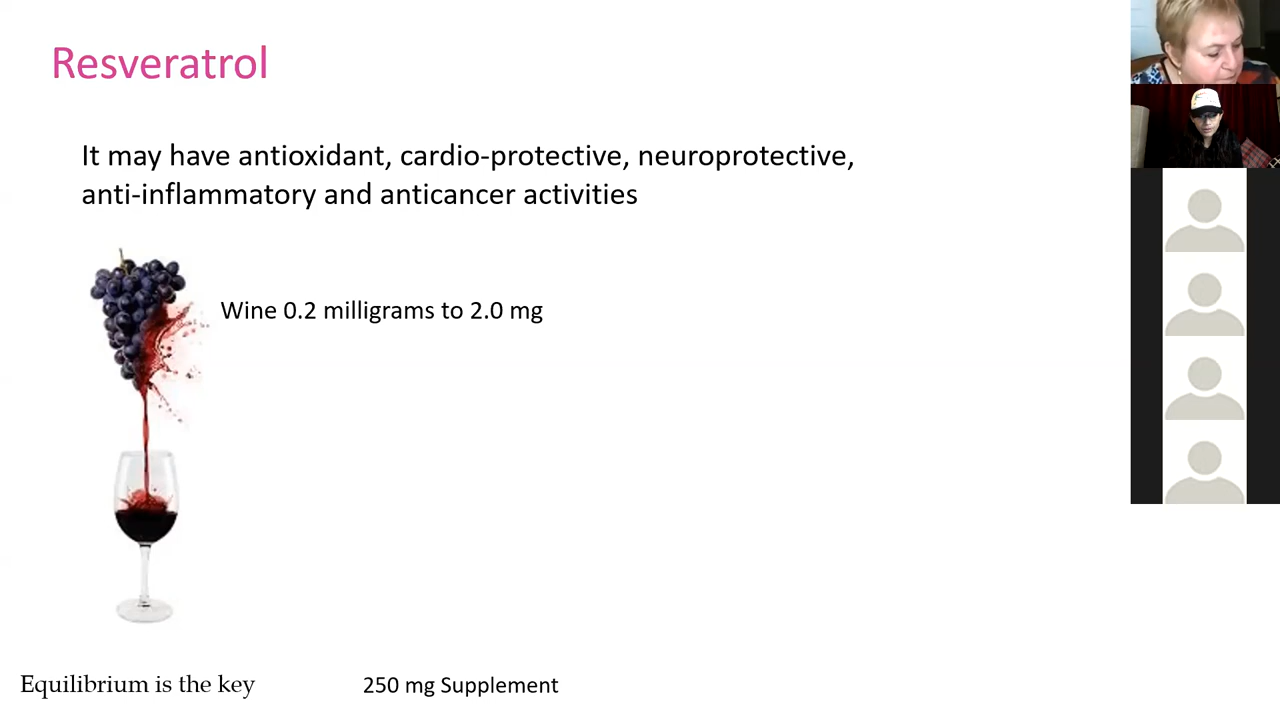 Resveratrol
It may have antioxidant, cardio-protective, neuroprotective,
anti-inflammatory and anticancer activities
Wine 0.2 milligrams to 2.0 mg
Equilibrium is the key
250 mg Supplement